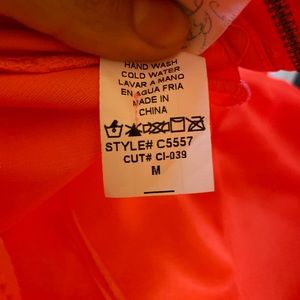 HAND WASH
COLD WATER
LAVAR A MANO
EN AGUA FRIA
MADE IN
CHINA
STYLE# C5557
CUT# CI-039
M